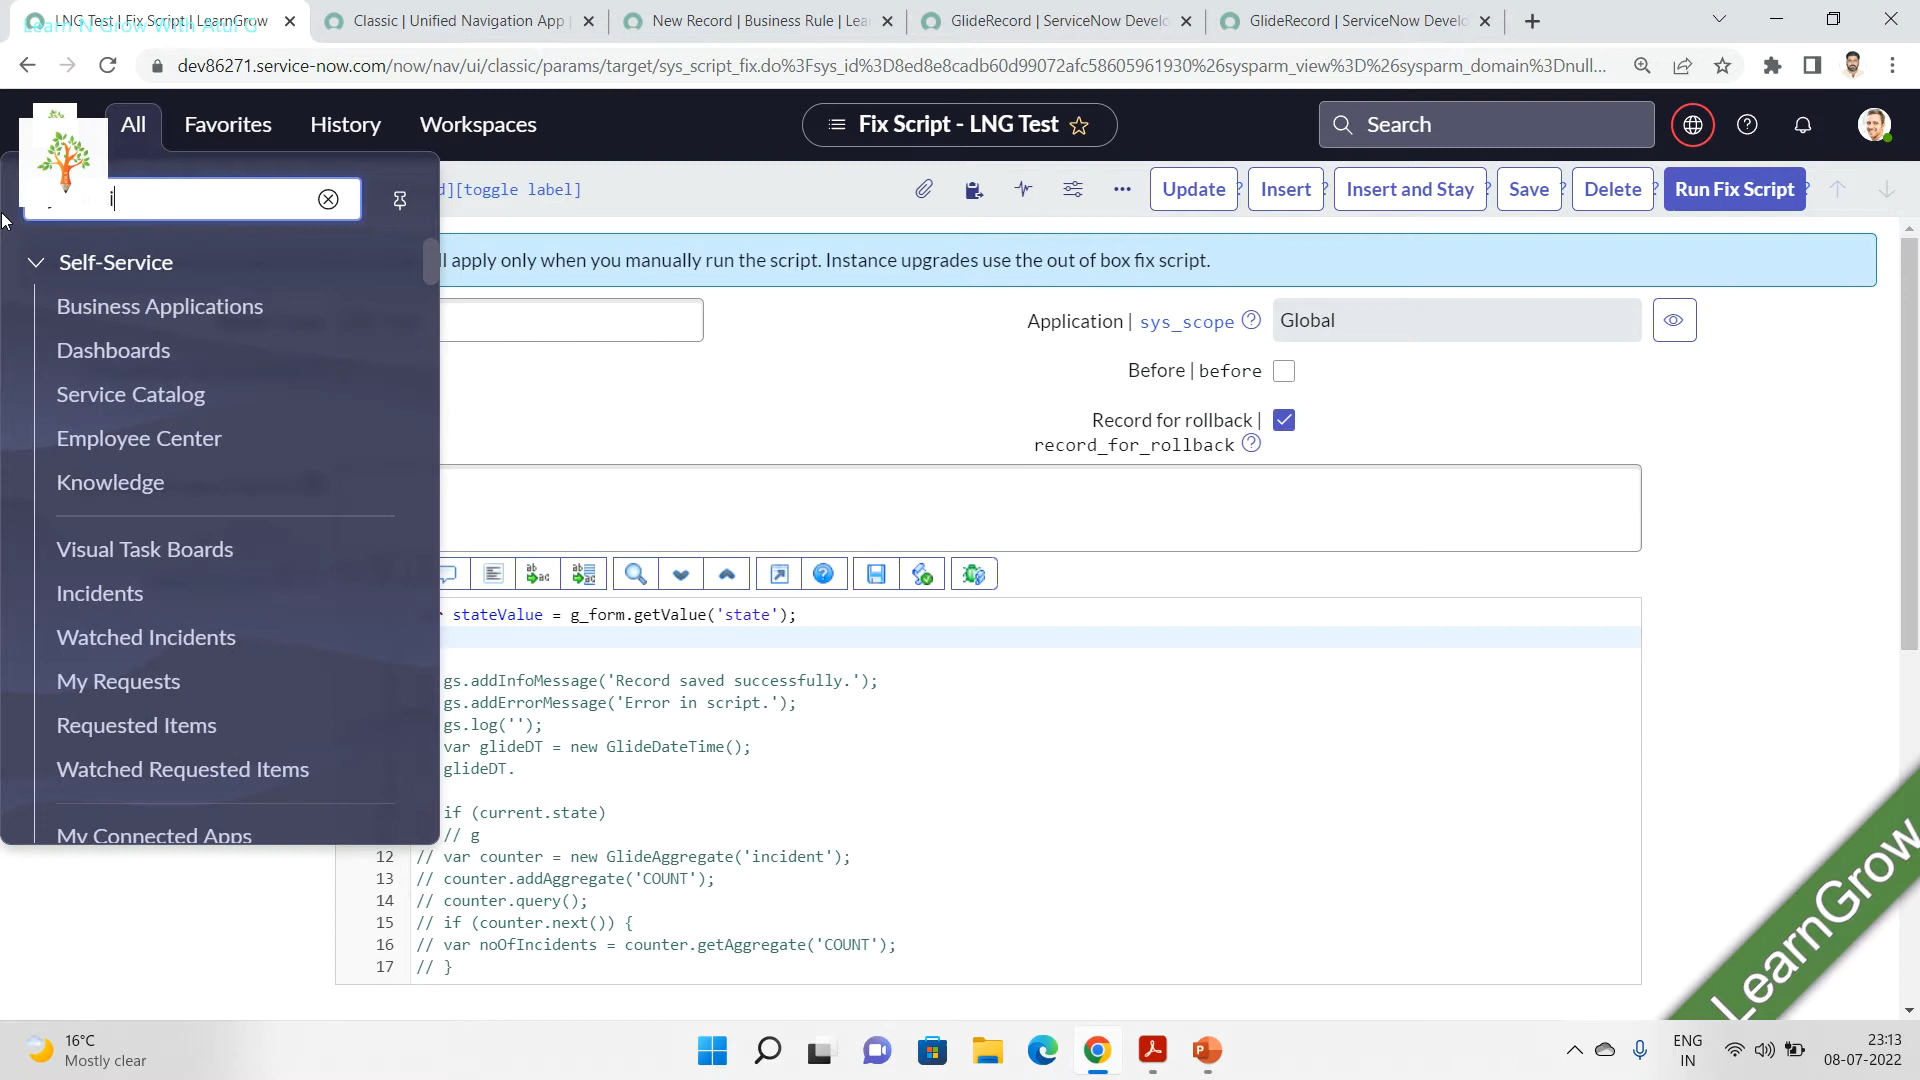 LNG Test | Fix Script | LearnGrow
Learn N Grow With Atul G
Classic | Unified Navigation App
New Record | Business Rule | Lea
GlideRecord | ServiceNow Develo
GlideRecord | ServiceNow Develo
dev86271.service-now.com/now/nav/ui/classic/params/target/sys_script_fix.do%3Fsys_id%3D8ed8e8cadb60d99072afc58605961930%26sysparm_view%3D%26sysparm_domain%3Dnull...
All
Favorites
History
Workspaces
Fix Script - LNG Test
Search
i
d][toggle label]
Update
Insert
Insert and Stay
Save
Delete
Run Fix Script
ll apply only when you manually run the script. Instance upgrades use the out of box fix script.
Self-Service
Business Applications
Dashboards
Service Catalog
Employee Center
Knowledge
Visual Task Boards
Incidents
Watched Incidents
My Requests
Requested Items
Watched Requested Items
My Connected Apps
Application | sys_scope
Global
Before | before
Record for rollback |
record_for_rollback
stateValue = g_form.getValue('state');
gs.addInfoMessage('Record saved successfully.');
gs.addErrorMessage('Error in script.');
gs.log('');
var glideDT = new GlideDateTime();
glideDT.
if (current.state)
// g
12 // var counter = new GlideAggregate('incident');
13 // counter.addAggregate('COUNT');
14 // counter.query();
15 // if (counter.next()) {
16 // var noOfIncidents = counter.getAggregate('COUNT');
17 // }
LearnGrow
16°C
Mostly clear
ENG
IN
23:13
08-07-2022